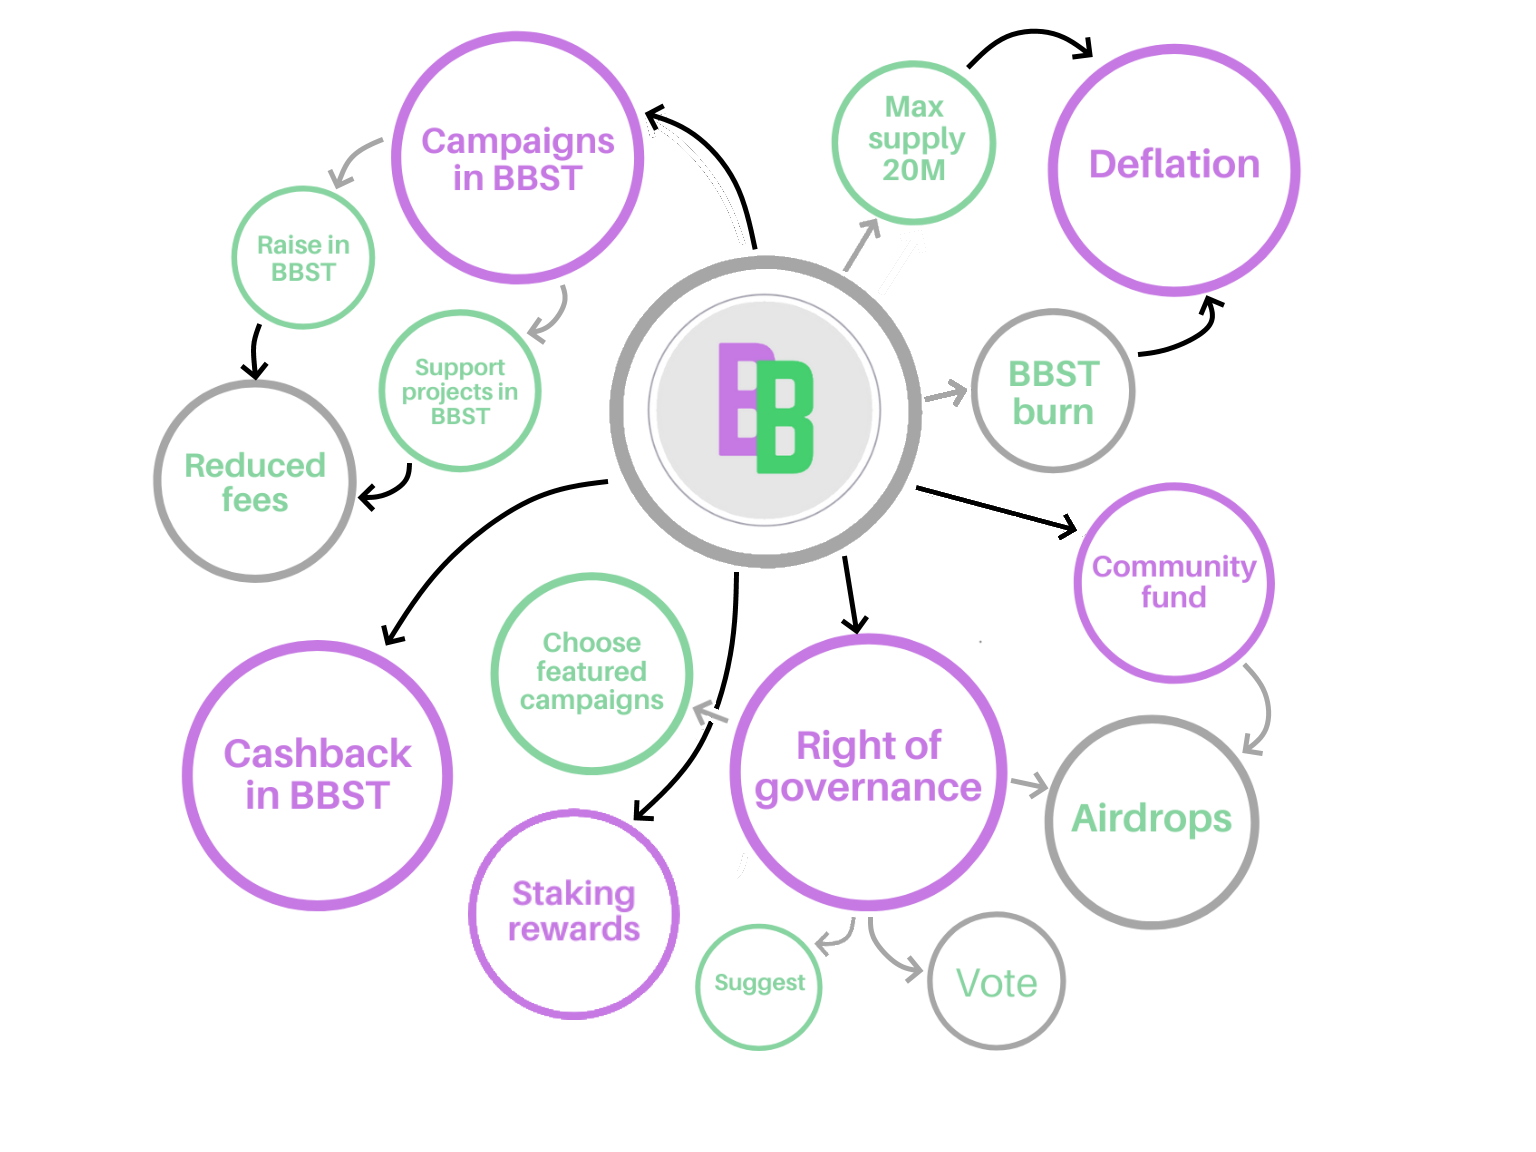 Campaigns
in BBST
Max
supply
20M
Deflation
Raise in
BBST
Support
projects in
BBST
BB
BBST
burn
Reduced
fees
Community
fund
Choose
featured
campaigns
Cashback
in BBST
Right of
governance
Airdrops
Staking
rewards
Suggest
Vote